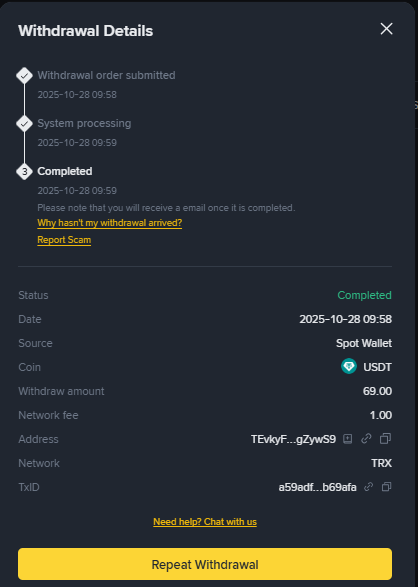 Withdrawal Details
Withdrawal order submitted
2025-10-28 09:58
System processing
2025-10-28 09:59
3 Completed
2025-10-28 09:59
Please note that you will receive a email once it is completed.
Why hasn't my withdrawal arrived?
Report Scam
Status Completed
Date 2025-10-28 09:58
Source Spot Wallet
Coin USDT
Withdraw amount 69.00
Network fee 1.00
Address TEvkyF...gZywS9
Network TRX
TxID a59adf...b69afa
Need help? Chat with us
Repeat Withdrawal